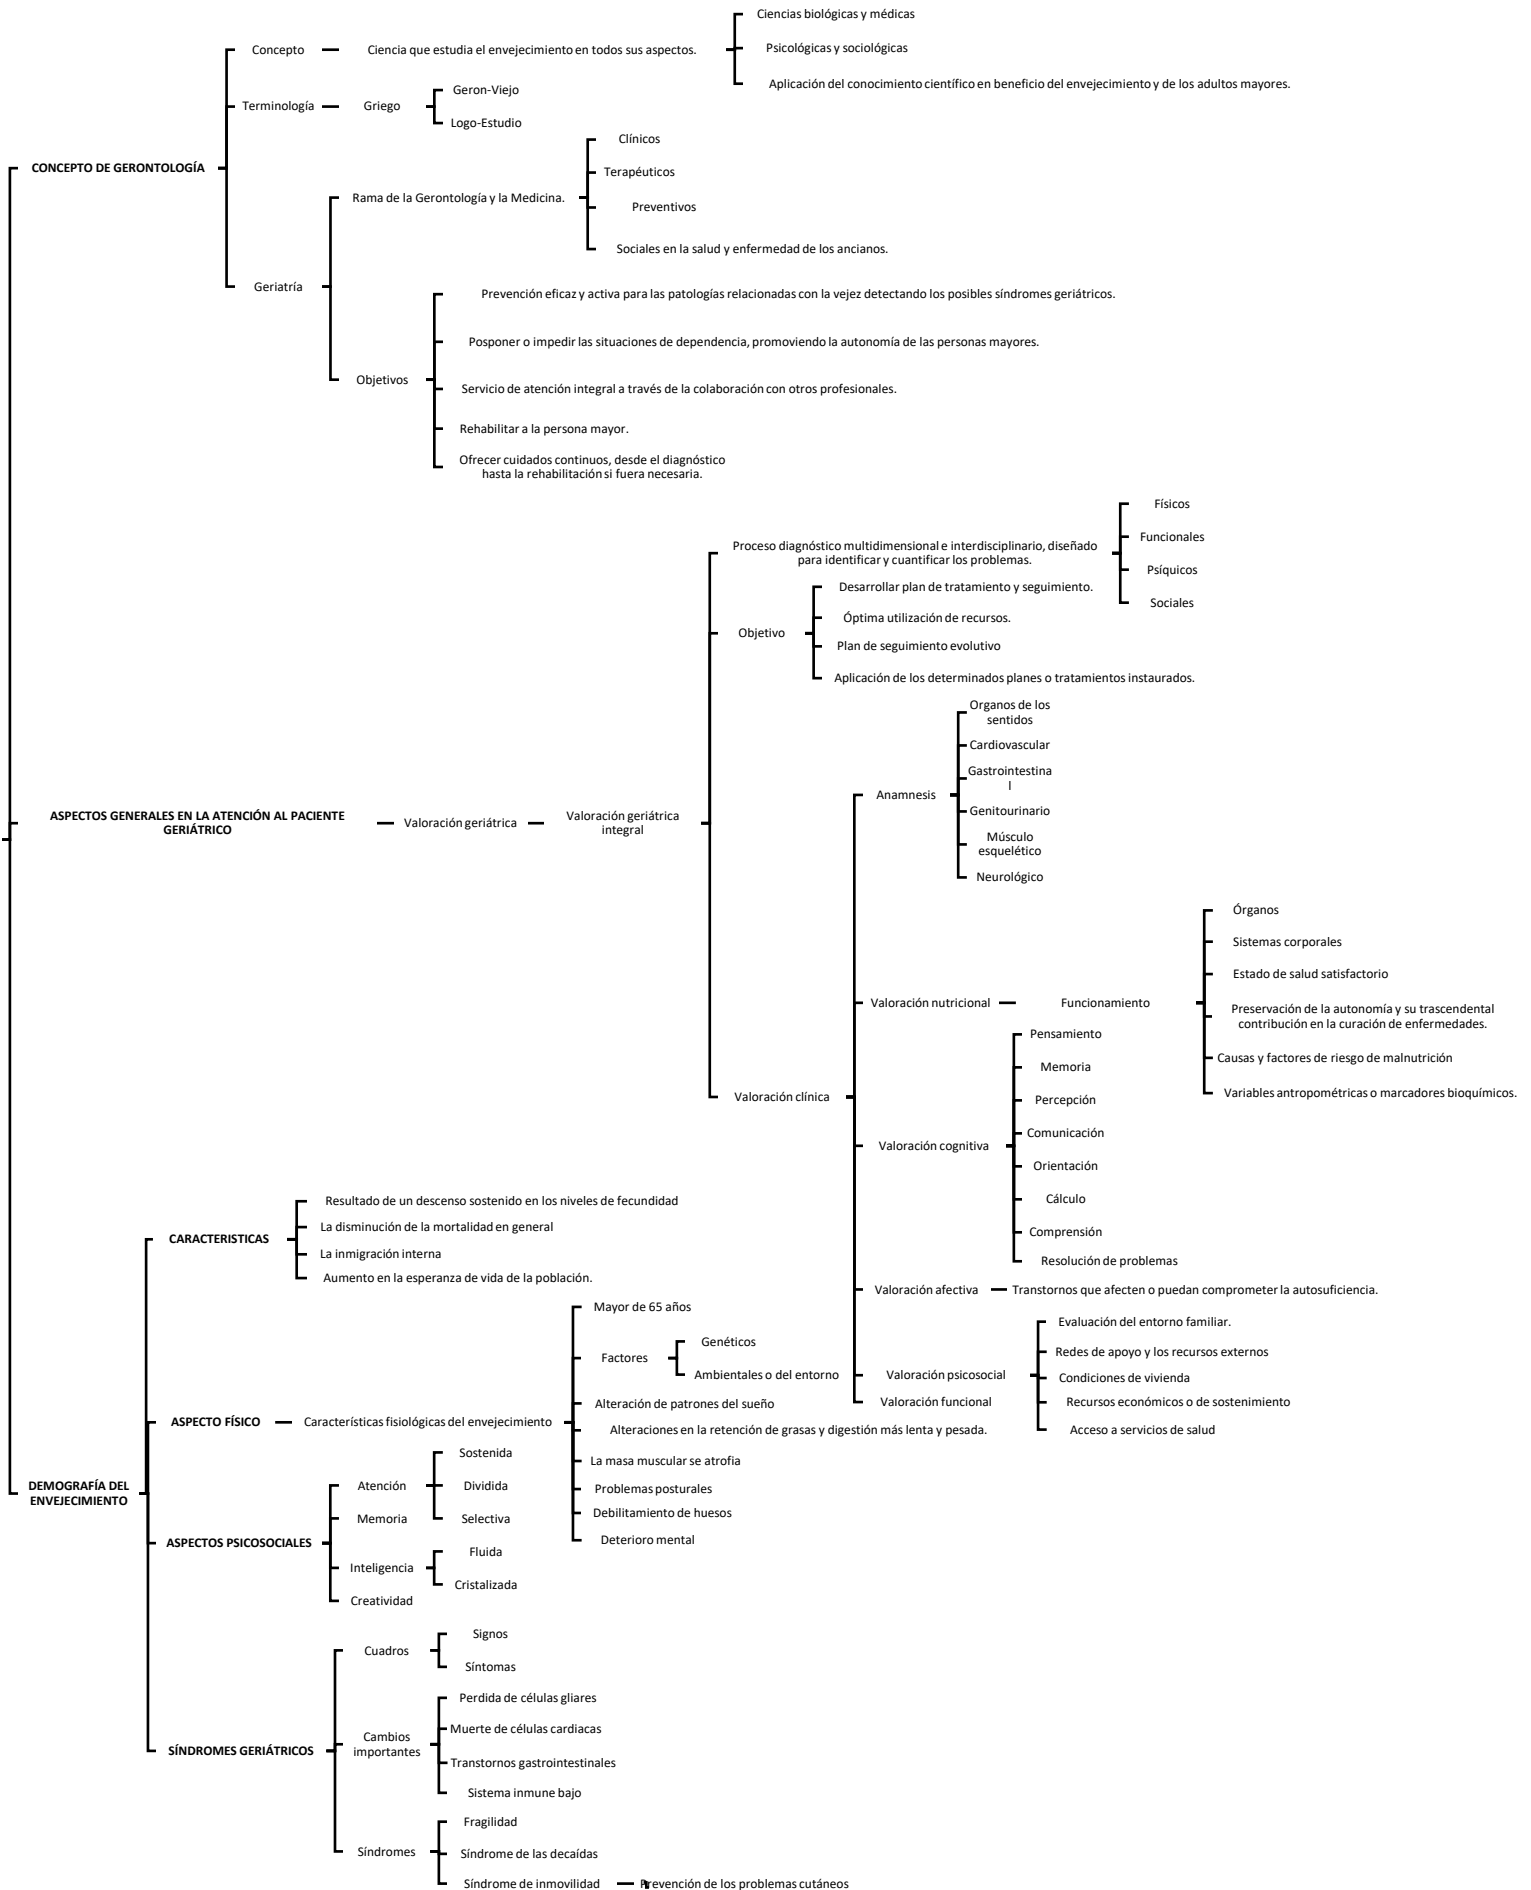 CONCEPTO DE GERONTOLOGÍA
Concepto
Ciencia que estudia el envejecimiento en todos sus aspectos.
Ciencias biológicas y médicas
Psicológicas y sociológicas
Aplicación del conocimiento científico en beneficio del envejecimiento y de los adultos mayores.
Terminología
Griego
Geron-Viejo
Logo-Estudio
Geriatría
Rama de la Gerontología y la Medicina.
Clínicos
Terapéuticos
Preventivos
Sociales en la salud y enfermedad de los ancianos.
Objetivos
Prevención eficaz y activa para las patologías relacionadas con la vejez detectando los posibles síndromes geriátricos.
Posponer o impedir las situaciones de dependencia, promoviendo la autonomía de las personas mayores.
Servicio de atención integral a través de la colaboración con otros profesionales.
Rehabilitar a la persona mayor.
Ofrecer cuidados continuos, desde el diagnóstico
hasta la rehabilitación si fuera necesaria.
ASPECTOS GENERALES EN LA ATENCIÓN AL PACIENTE
GERIÁTRICO
Valoración geriátrica
Valoración geriátrica
integral
Proceso diagnóstico multidimensional e interdisciplinario, diseñado
para identificar y cuantificar los problemas.
Físicos
Funcionales
Psíquicos
Sociales
Objetivo
Desarrollar plan de tratamiento y seguimiento.
Óptima utilización de recursos.
Plan de seguimiento evolutivo
Aplicación de los determinados planes o tratamientos instaurados.
Valoración clínica
Anamnesis
Organos de los
sentidos
Cardiovascular
Gastrointestina
l
Genitourinario
Músculo
esquelético
Neurológico
Valoración nutricional
Funcionamiento
Órganos
Sistemas corporales
Estado de salud satisfactorio
Preservación de la autonomía y su trascendental
contribución en la curación de enfermedades.
Causas y factores de riesgo de malnutrición
Variables antropométricas o marcadores bioquímicos.
Valoración cognitiva
Pensamiento
Memoria
Percepción
Comunicación
Orientación
Cálculo
Comprensión
Resolución de problemas
Valoración afectiva
Transtornos que afecten o puedan comprometer la autosuficiencia.
Valoración psicosocial
Evaluación del entorno familiar.
Redes de apoyo y los recursos externos
Condiciones de vivienda
Recursos económicos o de sostenimiento
Acceso a servicios de salud
Valoración funcional
DEMOGRAFÍA DEL
ENVEJECIMIENTO
CARACTERISTICAS
Resultado de un descenso sostenido en los niveles de fecundidad
La disminución de la mortalidad en general
La inmigración interna
Aumento en la esperanza de vida de la población.
ASPECTO FÍSICO
Características fisiológicas del envejecimiento
Mayor de 65 años
Factores
Genéticos
Ambientales o del entorno
Alteración de patrones del sueño
Alteraciones en la retención de grasas y digestión más lenta y pesada.
La masa muscular se atrofia
Problemas posturales
Debilitamiento de huesos
Deterioro mental
ASPECTOS PSICOSOCIALES
Atención
Sostenida
Dividida
Selectiva
Memoria
Inteligencia
Fluida
Cristalizada
Creatividad
SÍNDROMES GERIÁTRICOS
Cuadros
Signos
Síntomas
Cambios
importantes
Perdida de células gliares
Muerte de células cardiacas
Transtornos gastrointestinales
Sistema inmune bajo
Síndromes
Fragilidad
Síndrome de las decaídas
Síndrome de inmovilidad
Prevención de los problemas cutáneos